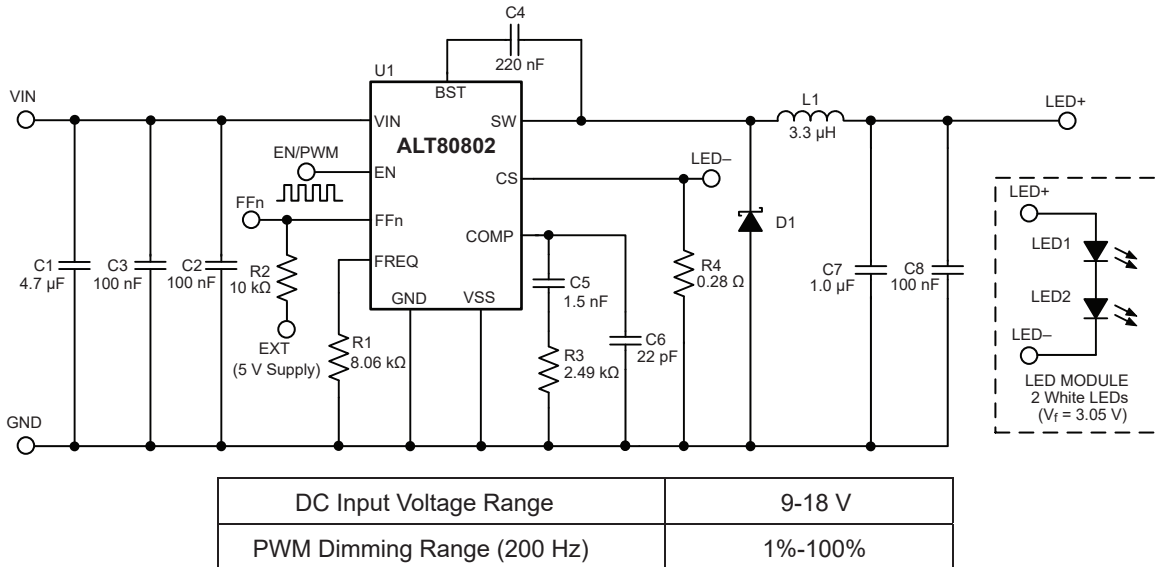 C4
220 nF
U1
BST
VIN
VIN
SW
L1
3.3 µH
LED+
ALT80802
EN/PWM
EN
CS
LED–
FFn
FFn
COMP
FREQ
GND
VSS
C1
4.7 µF
C3
100 nF
C2
100 nF
R2
10 kΩ
EXT
(5 V Supply)
R1
8.06 kΩ
C5
1.5 nF
R3
2.49 kΩ
C6
22 pF
R4
0.28 Ω
D1
C7
1.0 µF
C8
100 nF
LED+
LED1
LED2
LED–
LED MODULE
2 White LEDs
(Vf = 3.05 V)
GND
DC Input Voltage Range 9-18 V
PWM Dimming Range (200 Hz) 1%-100%